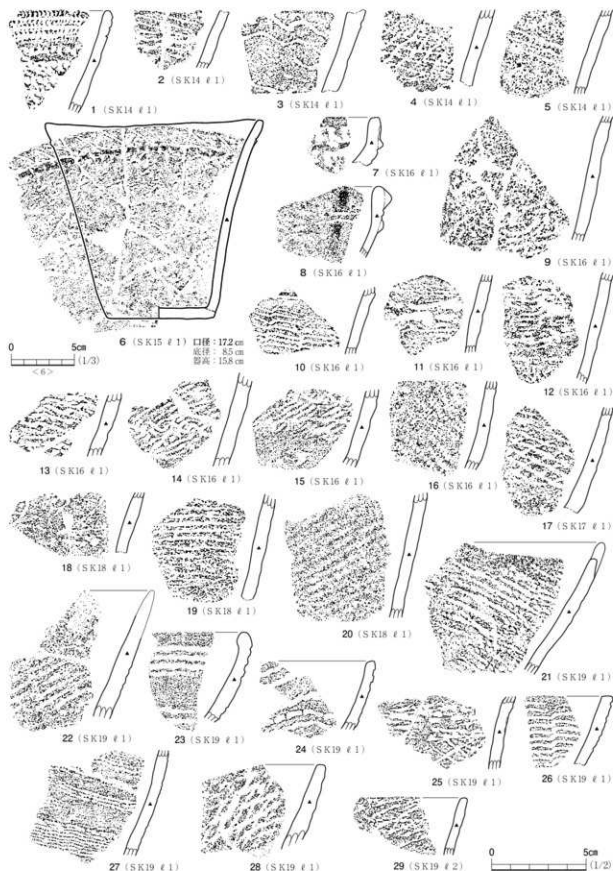 1 (SK14 ℓ1)
2 (SK14 ℓ1)
3 (SK14 ℓ1)
4 (SK14 ℓ1)
5 (SK14 ℓ1)
6 (SK15 ℓ1) 口径：17.2㎝
底径： 8.5㎝
器高：15.8㎝
0 5㎝
(1/3)
<6>
7 (SK16 ℓ1)
8 (SK16 ℓ1)
9 (SK16 ℓ1)
10 (SK16 ℓ1)
11 (SK16 ℓ1)
12 (SK16 ℓ1)
13 (SK16 ℓ1)
14 (SK16 ℓ1)
15 (SK16 ℓ1)
16 (SK16 ℓ1)
17 (SK17 ℓ1)
18 (SK18 ℓ1)
19 (SK18 ℓ1)
20 (SK18 ℓ1)
21 (SK19 ℓ1)
22 (SK19 ℓ1)
23 (SK19 ℓ1)
24 (SK19 ℓ1)
25 (SK19 ℓ1)
26 (SK19 ℓ1)
27 (SK19 ℓ1)
28 (SK19 ℓ1)
29 (SK19 ℓ2)
0 5㎝
(1/2)